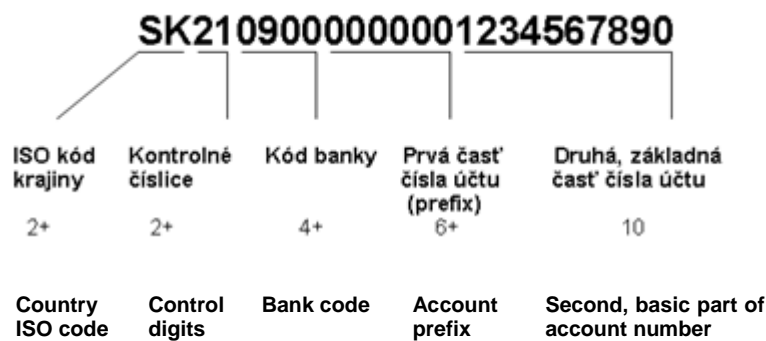 SK2109000000001234567890
ISO kód
krajiny
2+
Kontrolné
číslice
2+
Kód banky
4+
Prvá časť
čísla účtu
(prefix)
6+
Druhá, základná
časť čísla účtu
10
Country
ISO code
Control
digits
Bank code
Account
prefix
Second, basic part of
account number